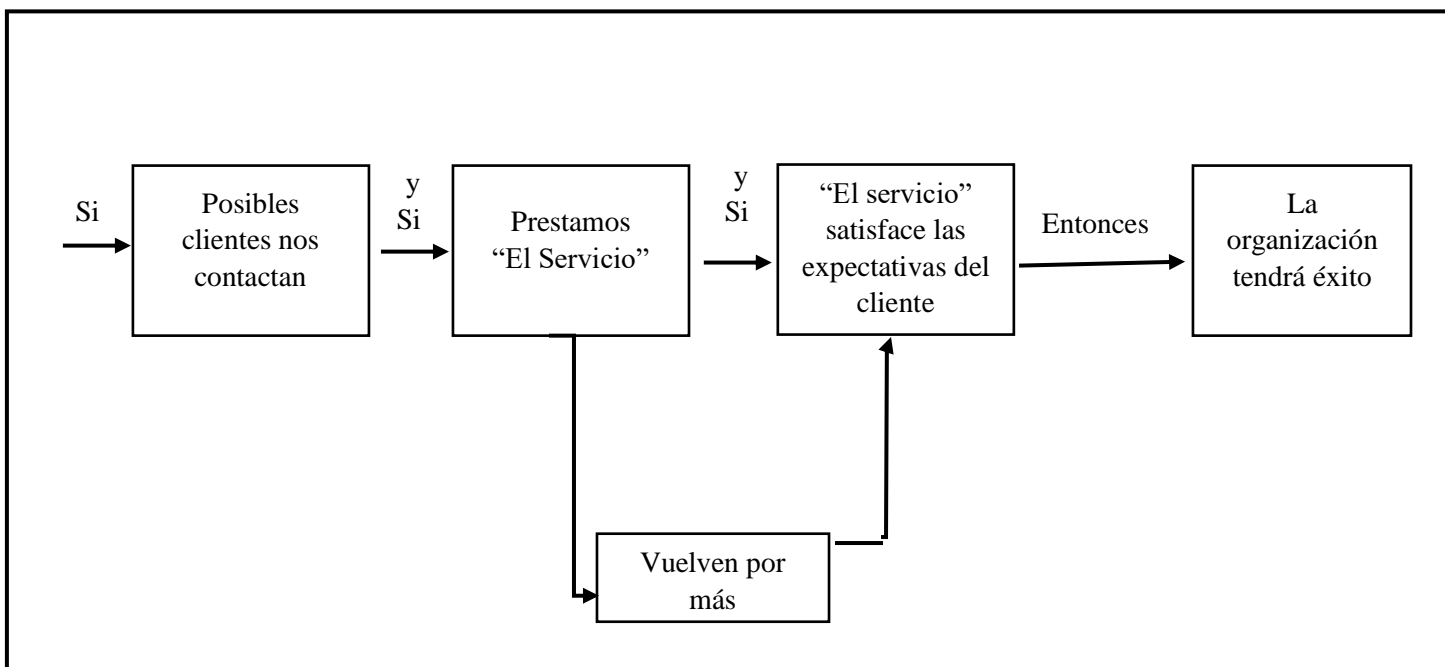 Si
Posibles
clientes nos
contactan
y
Si
Prestamos
“El Servicio”
y
Si
“El servicio”
satisface las
expectativas del
cliente
Entonces
La
organización
tendrá éxito
Vuelven por
más